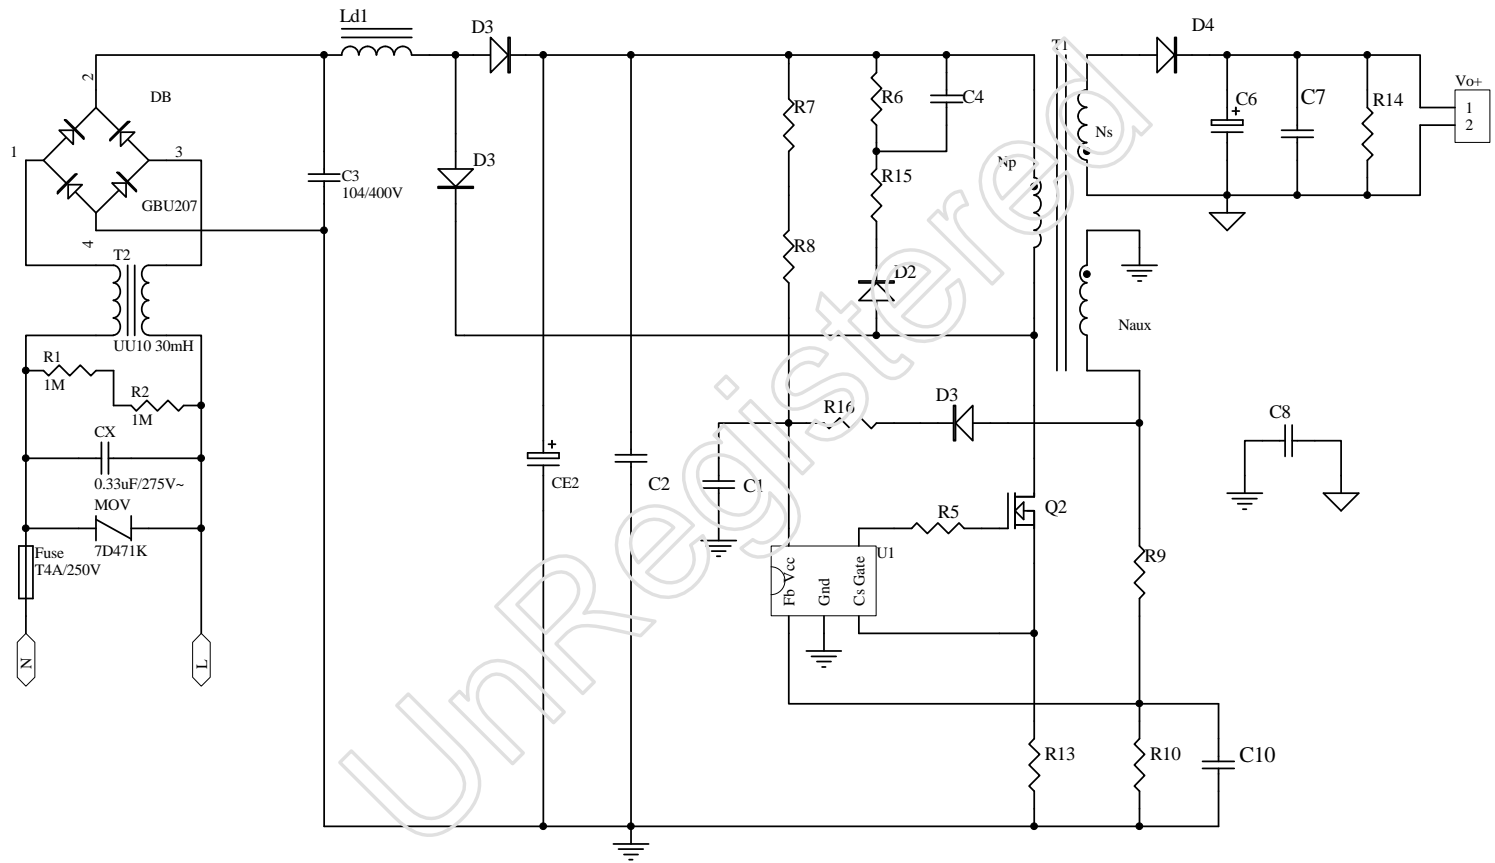 Ld1
D3
T1
D4
2
DB
R7
R6
C4
Vo+
C6
C7
R14
1
2
1
3
Ns
Np
D3
C3
104/400V
R15
GBU207
4
T2
R8
D2
Naux
UU10 30mH
R1
1M
R2
1M
R16
D3
C8
CX
0.33uF/275V~
MOV
7D471K
CE2
C2
C1
R5
Q2
Fuse
T4A/250V
U1
Vcc
Fb
Gnd
Gate
Cs
R9
N
L
R13
R10
C10
UnRegistered